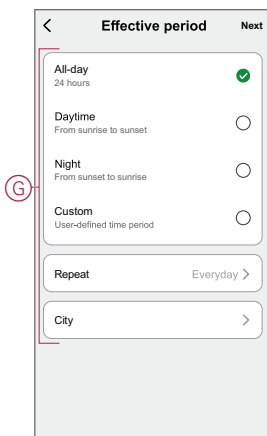 Effective period Next
All-day
24 hours
Daytime
From sunrise to sunset
Night
From sunset to sunrise
G
Custom
User-defined time period
Repeat Everyday
City